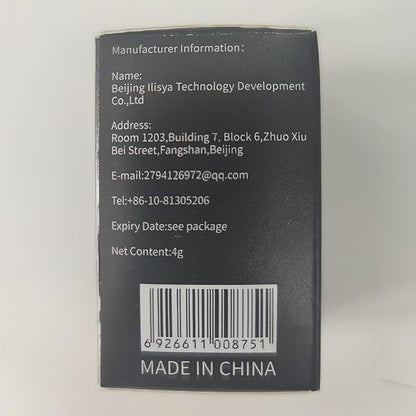 Manufacturer Information:
Name:
Beijing Ilisya Technology Development
Co.,Ltd
Address:
Room 1203,Building 7, Block 6,Zhuo Xiu
Bei Street,Fangshan,Beijing
E-mail:2794126972@qq.com
Tel:+86-10-81305206
Expiry Date:see package
Net Content:4g
6 926611 008751
MADE IN CHINA